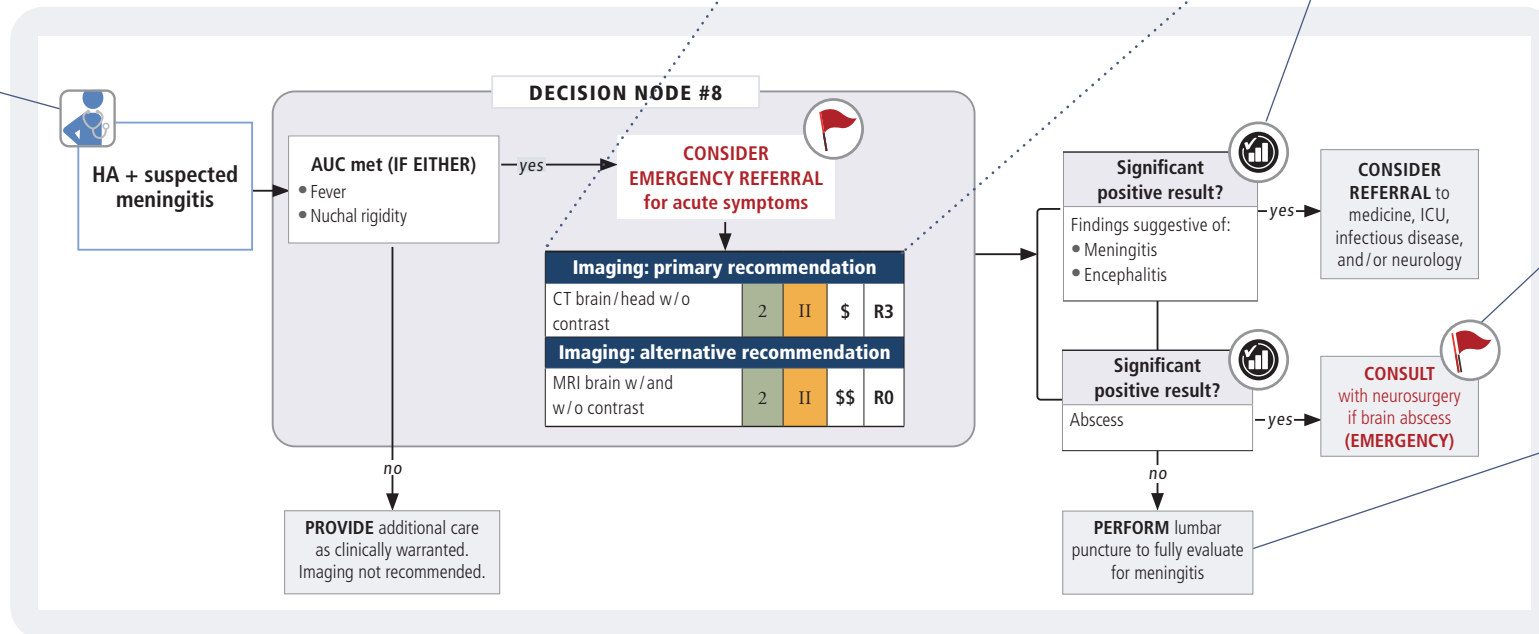 DECISION NODE #8
HA + suspected
meningitis
AUC met (IF EITHER)
• Fever
• Nuchal rigidity
yes
CONSIDER
EMERGENCY REFERRAL
for acute symptoms
Imaging: primary recommendation
CT brain/head w/o
contrast
2 II $ R3
Imaging: alternative recommendation
MRI brain w/and
w/o contrast
2 II $$ R0
no
PROVIDE additional care
as clinically warranted.
Imaging not recommended.
Significant
positive result?
Findings suggestive of:
• Meningitis
• Encephalitis
yes
CONSIDER
REFERRAL to
medicine, ICU,
infectious disease,
and/or neurology
Significant
positive result?
Abscess
yes
CONSULT
with neurosurgery
if brain abscess
(EMERGENCY)
no
PERFORM lumbar
puncture to fully evaluate
for meningitis